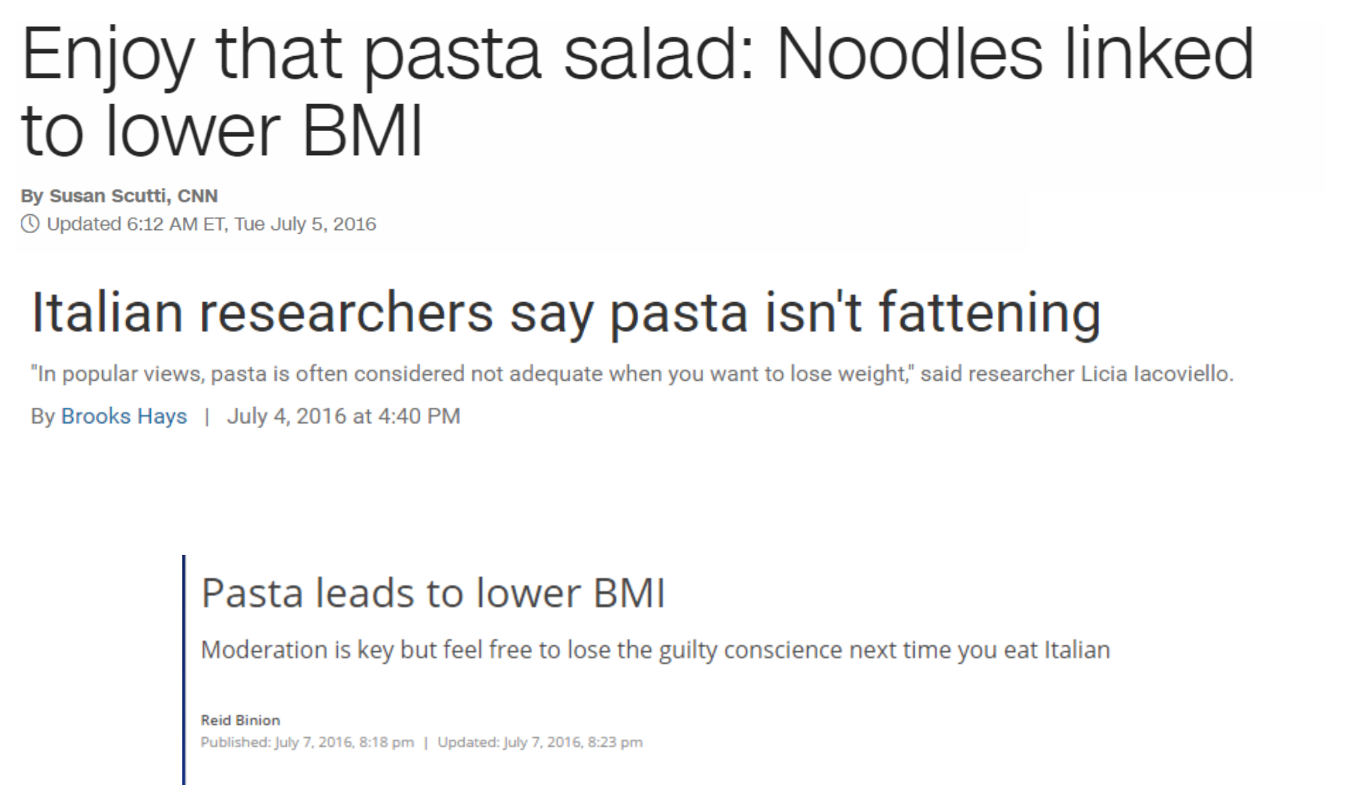 Enjoy that pasta salad: Noodles linked
to lower BMI
By Susan Scutti, CNN
Updated 6:12 AM ET, Tue July 5, 2016
Italian researchers say pasta isn't fattening
"In popular views, pasta is often considered not adequate when you want to lose weight," said researcher Licia Iacoviello.
By Brooks Hays | July 4, 2016 at 4:40 PM
Pasta leads to lower BMI
Moderation is key but feel free to lose the guilty conscience next time you eat Italian
Reid Binion
Published: July 7, 2016, 8:18 pm | Updated: July 7, 2016, 8:23 pm